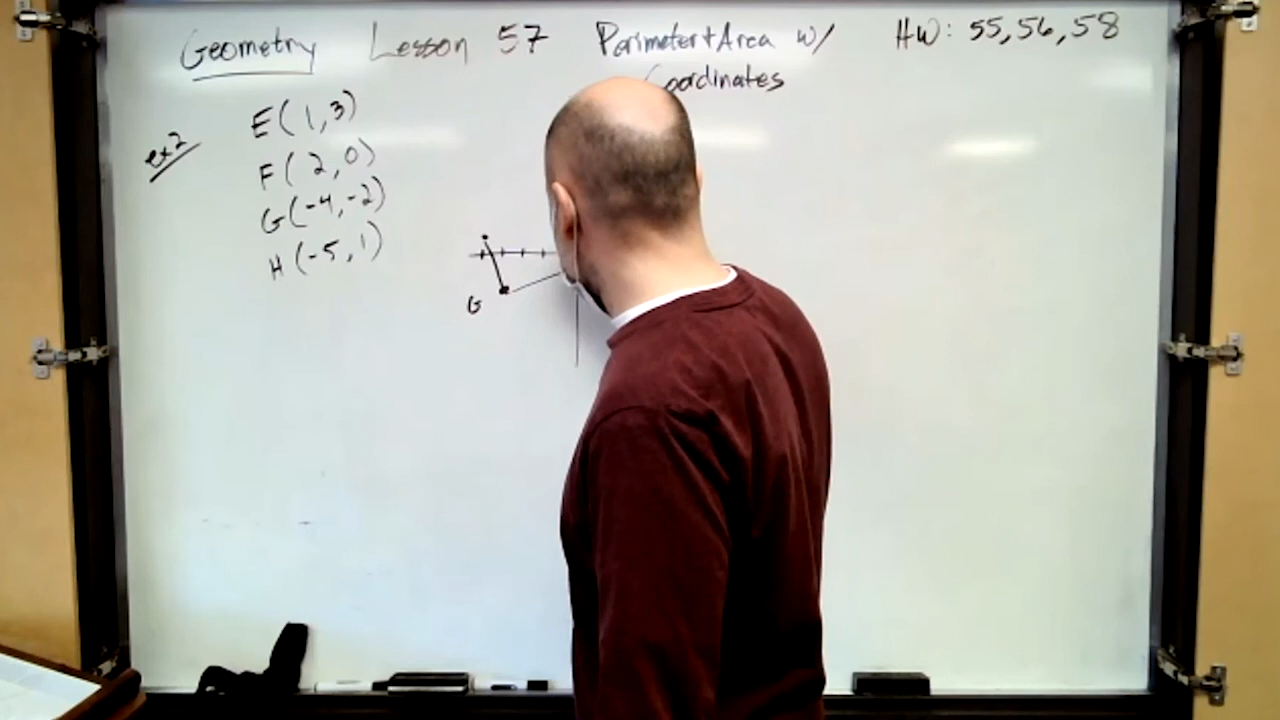 Geometry Lesson 57 Perimeter + Area w/ HW: 55, 56, 58
Coordinates
ex2
E(1,3)
F(2,0)
G(-4,-2)
H(-5,1)
G